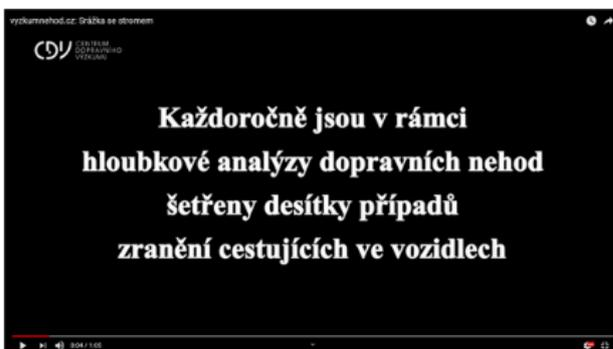 vyzkumnehod.cz: Srážka se stromem
CDV CENTRUM
DOPRAVNÍHO
VÝZKUMU
Každoročně jsou v rámci
hloubkové analýzy dopravních nehod
šetřeny desítky případů
zranění cestujících ve vozidlech
0:04 / 1:05